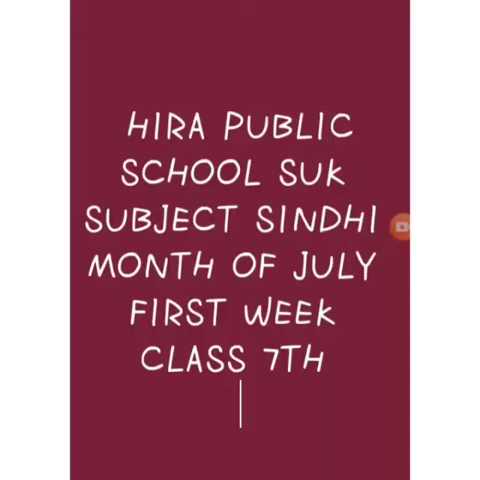 HIRA PUBLIC
SCHOOL SUK
SUBJECT SINDHI
MONTH OF JULY
FIRST WEEK
CLASS 7TH